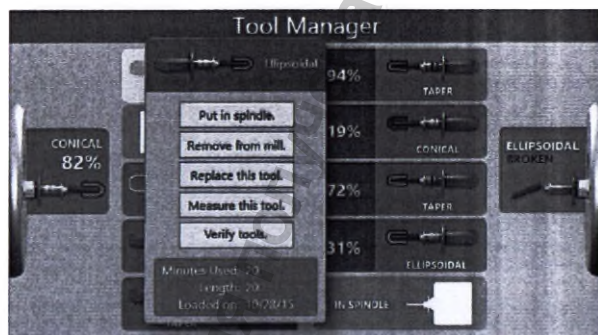 Tool Manager
Ellipsoidal
Put in spindle.
Remove from mill.
Replace this tool.
Measure this tool.
Verify tools.
Minutes Used: 20
Length: 20
Loaded on: 10/28/15
CONICAL
82%
94%
TAPER
19%
CONICAL
72%
TAPER
31%
ELLIPSOIDAL
IN SPINDLE
ELLIPSOIDAL
BROKEN